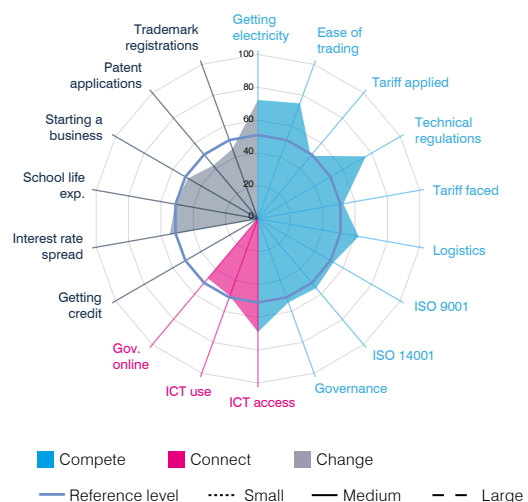 Getting
electricity
Ease of
trading
Tariff applied
Technical
regulations
Tariff faced
Logistics
ISO 9001
ISO 14001
Governance
ICT access
ICT use
Gov.
online
Getting
credit
Interest rate
spread
School life
exp.
Starting a
business
Patent
applications
Trademark
registrations
100
80
60
40
20
0
Compete
Connect
Change
Reference level
Small
Medium
Large